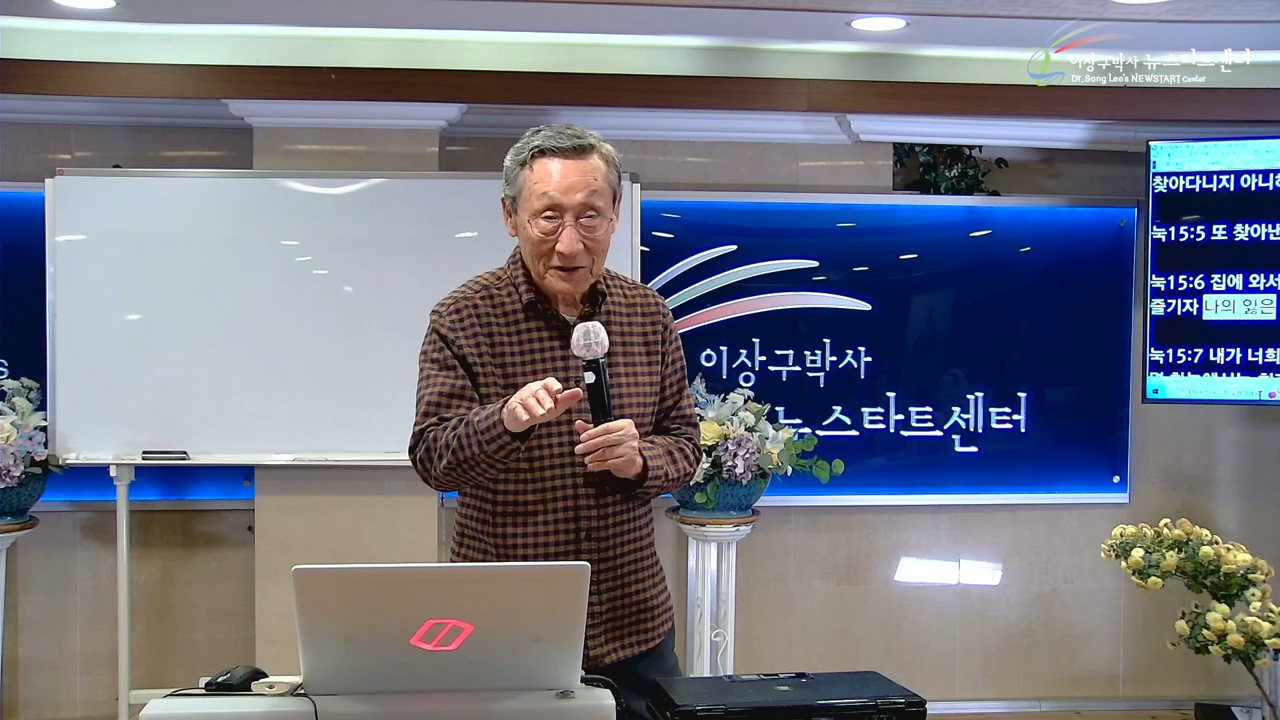 이상구박사 뉴스타트센터
Dr. Sang Lee's NEWSTART Center
찾아다니지 아니하
눅15:5 또 찾아낸
눅15:6 집에 와서
즐기자 나의 잃은
눅15:7 내가 너희
이상구박사
뉴스타트센터
S